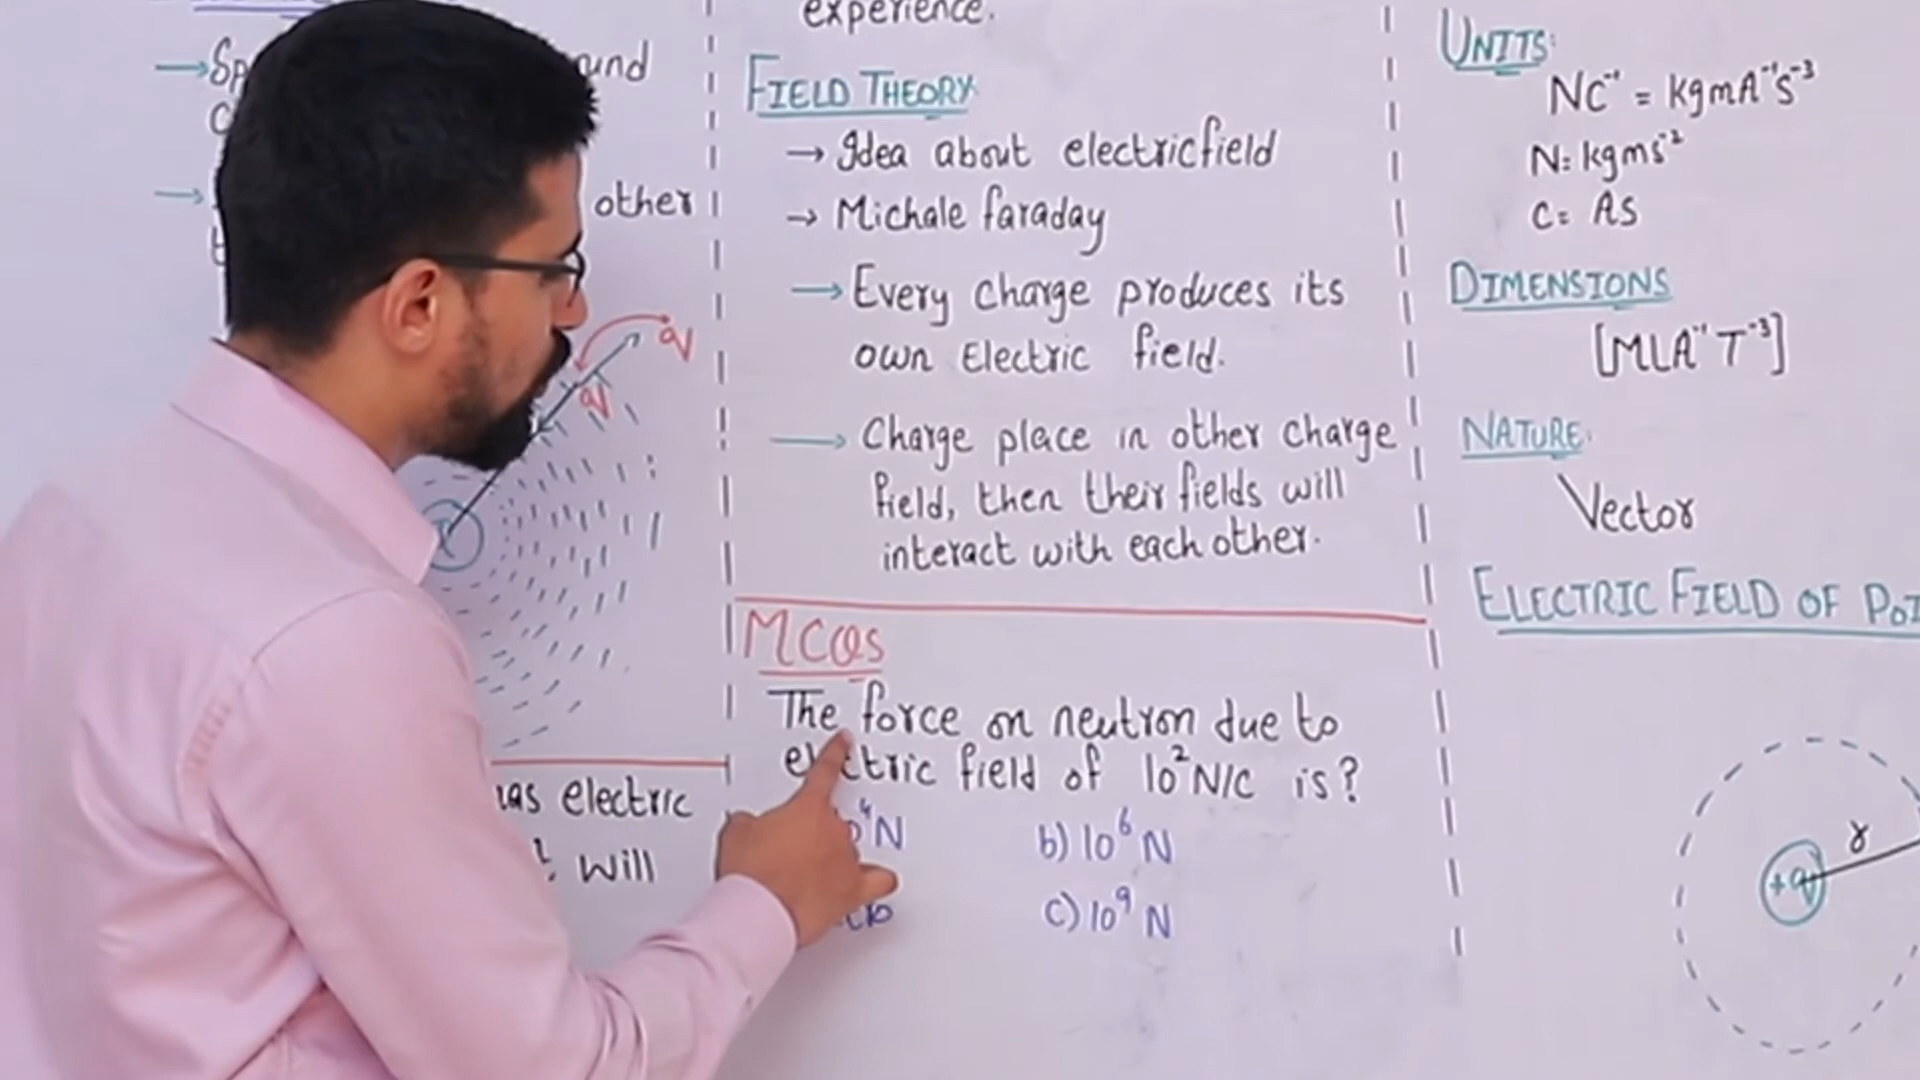 und
other
q
q
as electric
will
experience.
FIELD THEORY
→ Idea about electricfield
→ Michale faraday
→ Every charge produces its
own Electric field.
→ Charge place in other charge
field, then their fields will
interact with each other.
MCQs
The force on neutron due to
electric field of 10²N/C is?
N b) 10⁶ N
c) 10⁹ N
UNITS:
NC⁻¹ = kgmA⁻¹S⁻³
N= kgms⁻²
C= AS
DIMENSIONS
[MLA⁻¹T⁻³]
NATURE:
Vector
ELECTRIC FIELD OF POI
r
+q